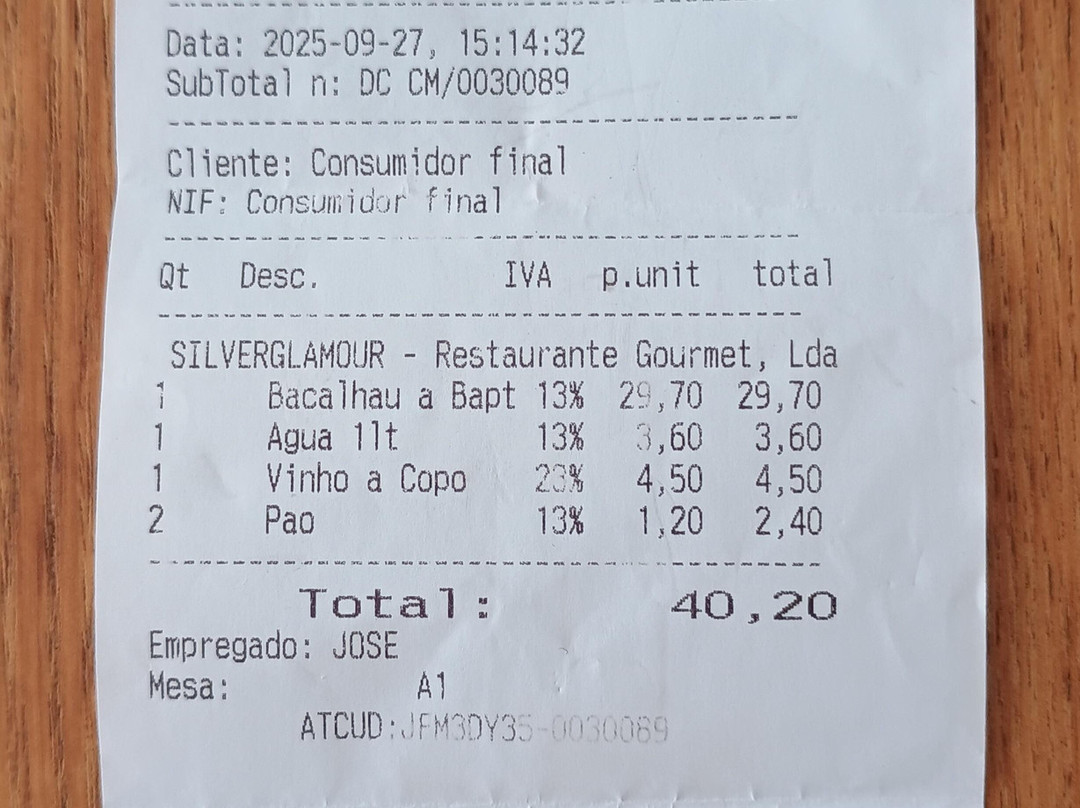 Data: 2025-09-27, 15:14:32
SubTotal n: DC CM/0030089
Cliente: Consumidor final
NIF: Consumidor final
Qt Desc. IVA p.unit total
SILVERGLAMOUR - Restaurante Gourmet, Lda
1 Bacalhau a Bapt 13% 29,70 29,70
1 Agua 1lt 13% 3,60 3,60
1 Vinho a Copo 23% 4,50 4,50
2 Pao 13% 1,20 2,40
Total: 40,20
Empregado: JOSE
Mesa: A1
ATCUD:JFM3DY35-0030089